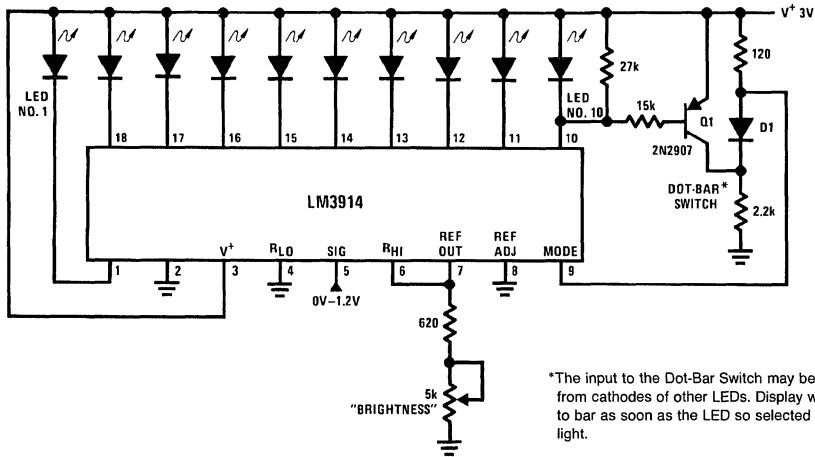 V+ 3V
LED
NO. 1
LED
NO. 10
27k
15k
120
Q1
2N2907
D1
DOT-BAR*
SWITCH
2.2k
18
17
16
15
14
13
12
11
10
LM3914
V+
RLO
SIG
RHI
REF
OUT
REF
ADJ
MODE
1
2
3
4
5
6
7
8
9
0V–1.2V
620
5k
"BRIGHTNESS"
*The input to the Dot-Bar Switch may be
from cathodes of other LEDs. Display w
to bar as soon as the LED so selected
light.